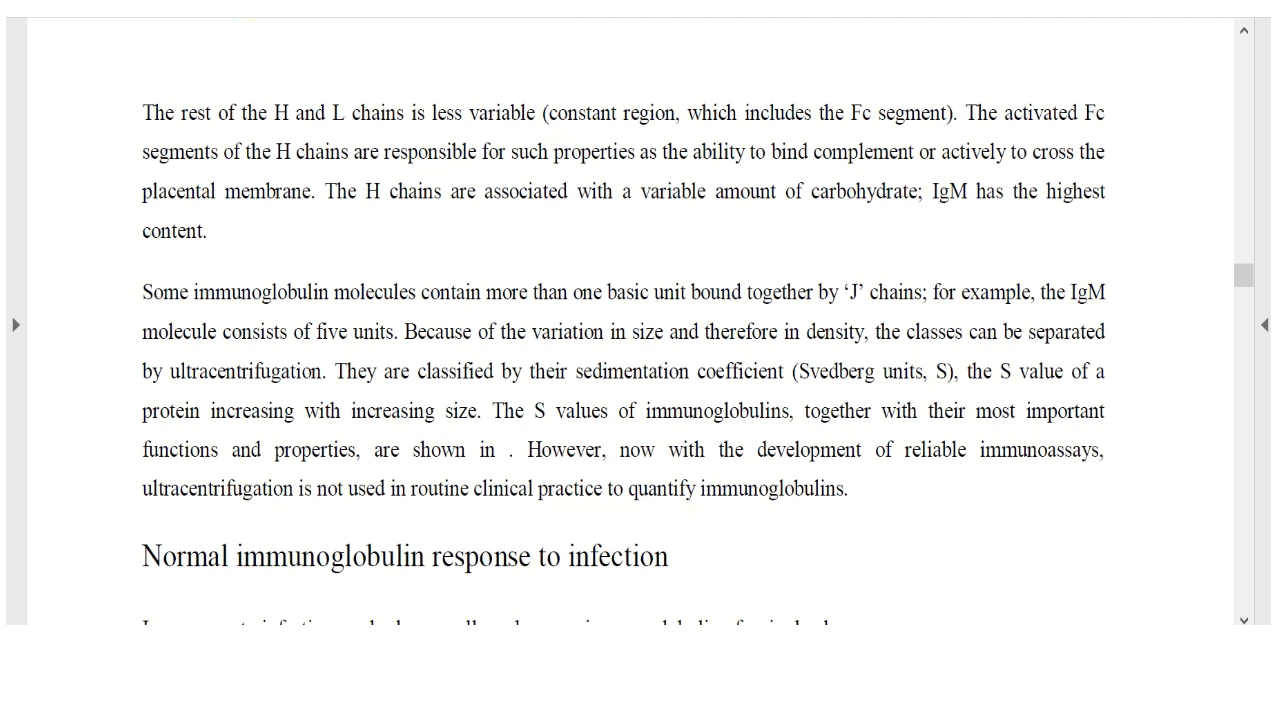 The rest of the H and L chains is less variable (constant region, which includes the Fc segment). The activated Fc
segments of the H chains are responsible for such properties as the ability to bind complement or actively to cross the
placental membrane. The H chains are associated with a variable amount of carbohydrate; IgM has the highest
content.
Some immunoglobulin molecules contain more than one basic unit bound together by ‘J’ chains; for example, the IgM
molecule consists of five units. Because of the variation in size and therefore in density, the classes can be separated
by ultracentrifugation. They are classified by their sedimentation coefficient (Svedberg units, S), the S value of a
protein increasing with increasing size. The S values of immunoglobulins, together with their most important
functions and properties, are shown in . However, now with the development of reliable immunoassays,
ultracentrifugation is not used in routine clinical practice to quantify immunoglobulins.
Normal immunoglobulin response to infection